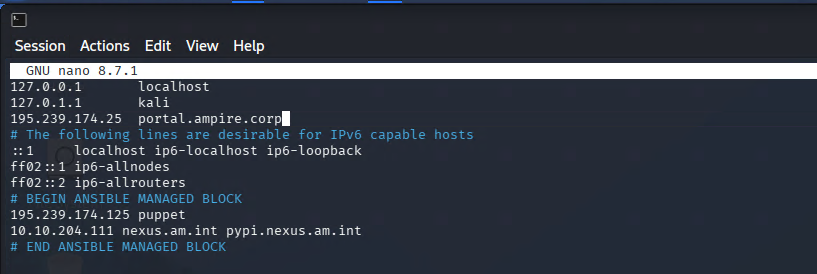 Session Actions Edit View Help
GNU nano 8.7.1
127.0.0.1 localhost
127.0.1.1 kali
195.239.174.25 portal.ampire.corp
# The following lines are desirable for IPv6 capable hosts
::1 localhost ip6-localhost ip6-loopback
ff02::1 ip6-allnodes
ff02::2 ip6-allrouters
# BEGIN ANSIBLE MANAGED BLOCK
195.239.174.125 puppet
10.10.204.111 nexus.am.int pypi.nexus.am.int
# END ANSIBLE MANAGED BLOCK